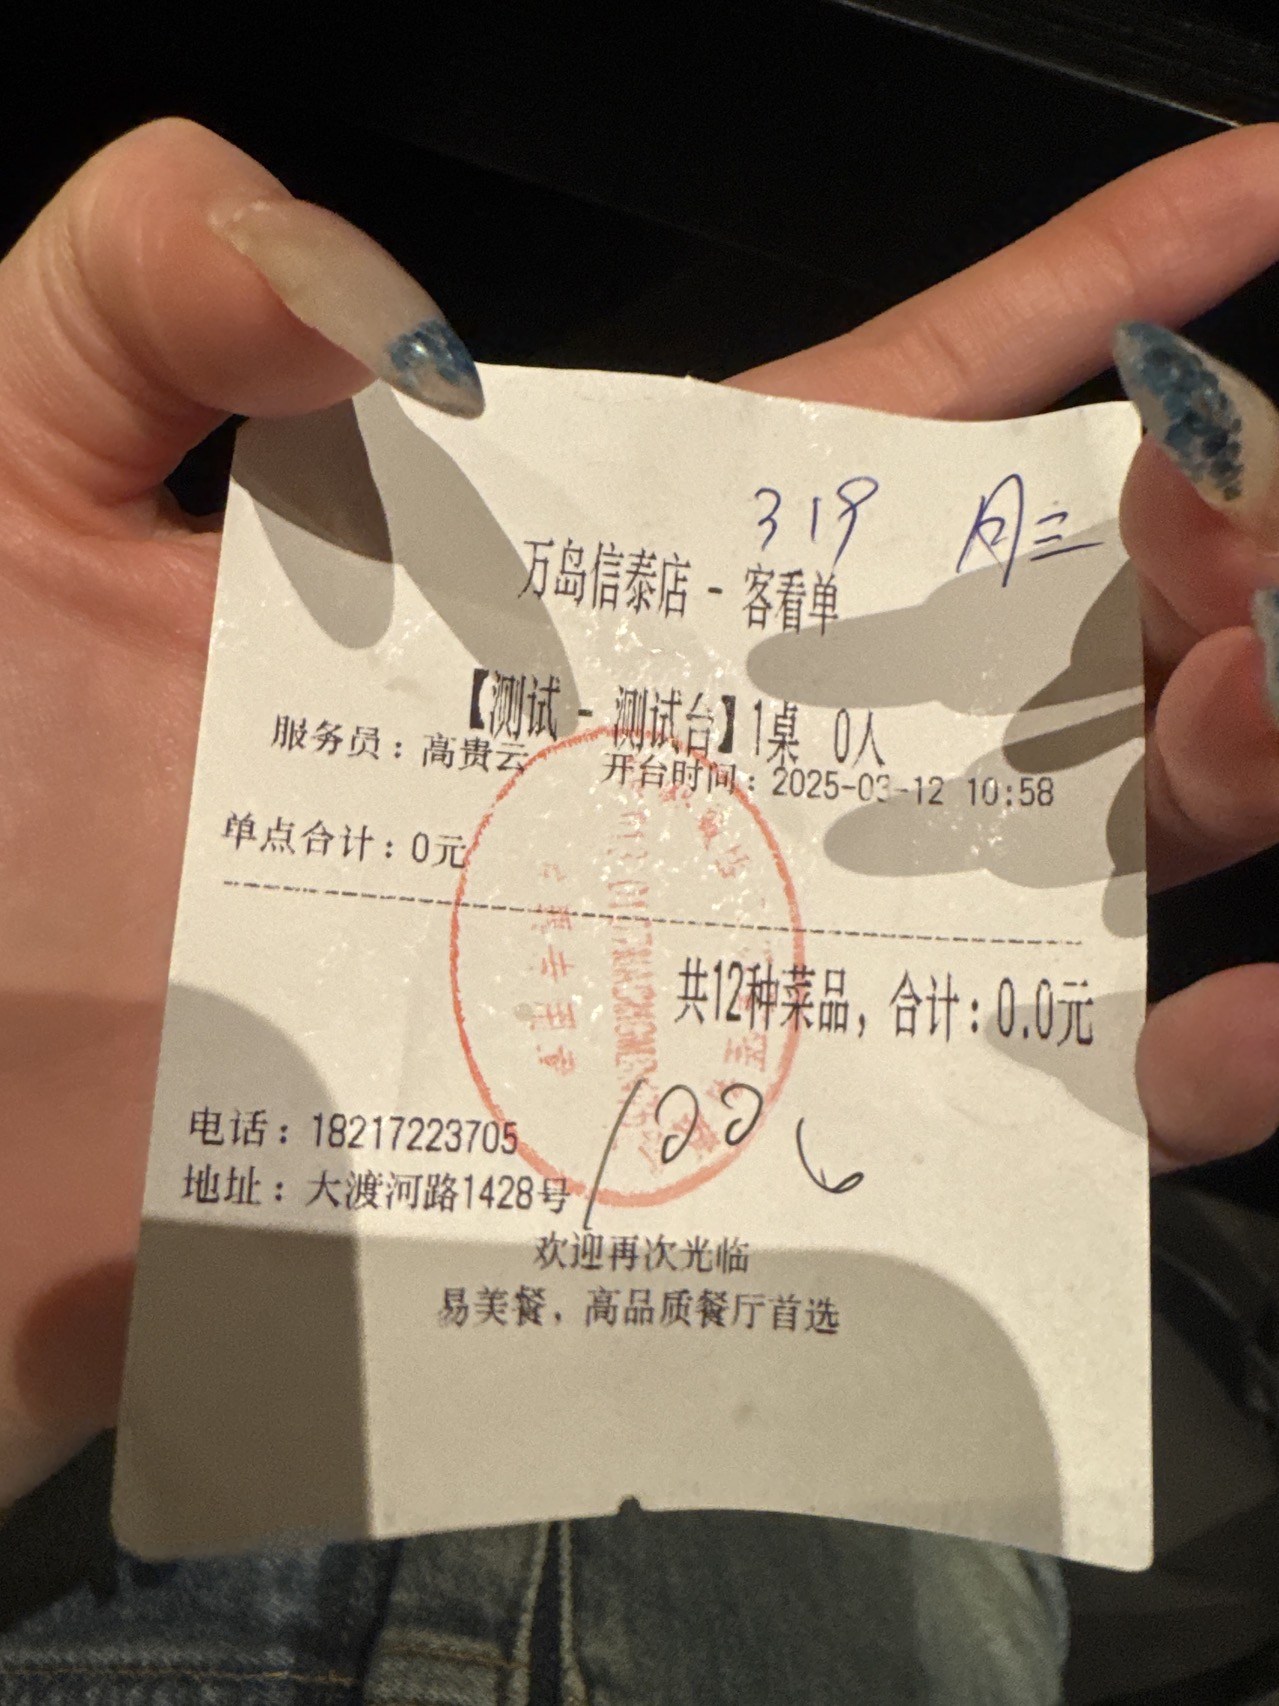 319 周三
万岛信泰店 - 客看单
【测试 - 测试台】1桌 0人
服务员：高贵云 开台时间：2025-03-12 10:58
单点合计：0元
共12种菜品，合计：0.0元
100
电话：18217223705
地址：大渡河路1428号
欢迎再次光临
易美餐，高品质餐厅首选